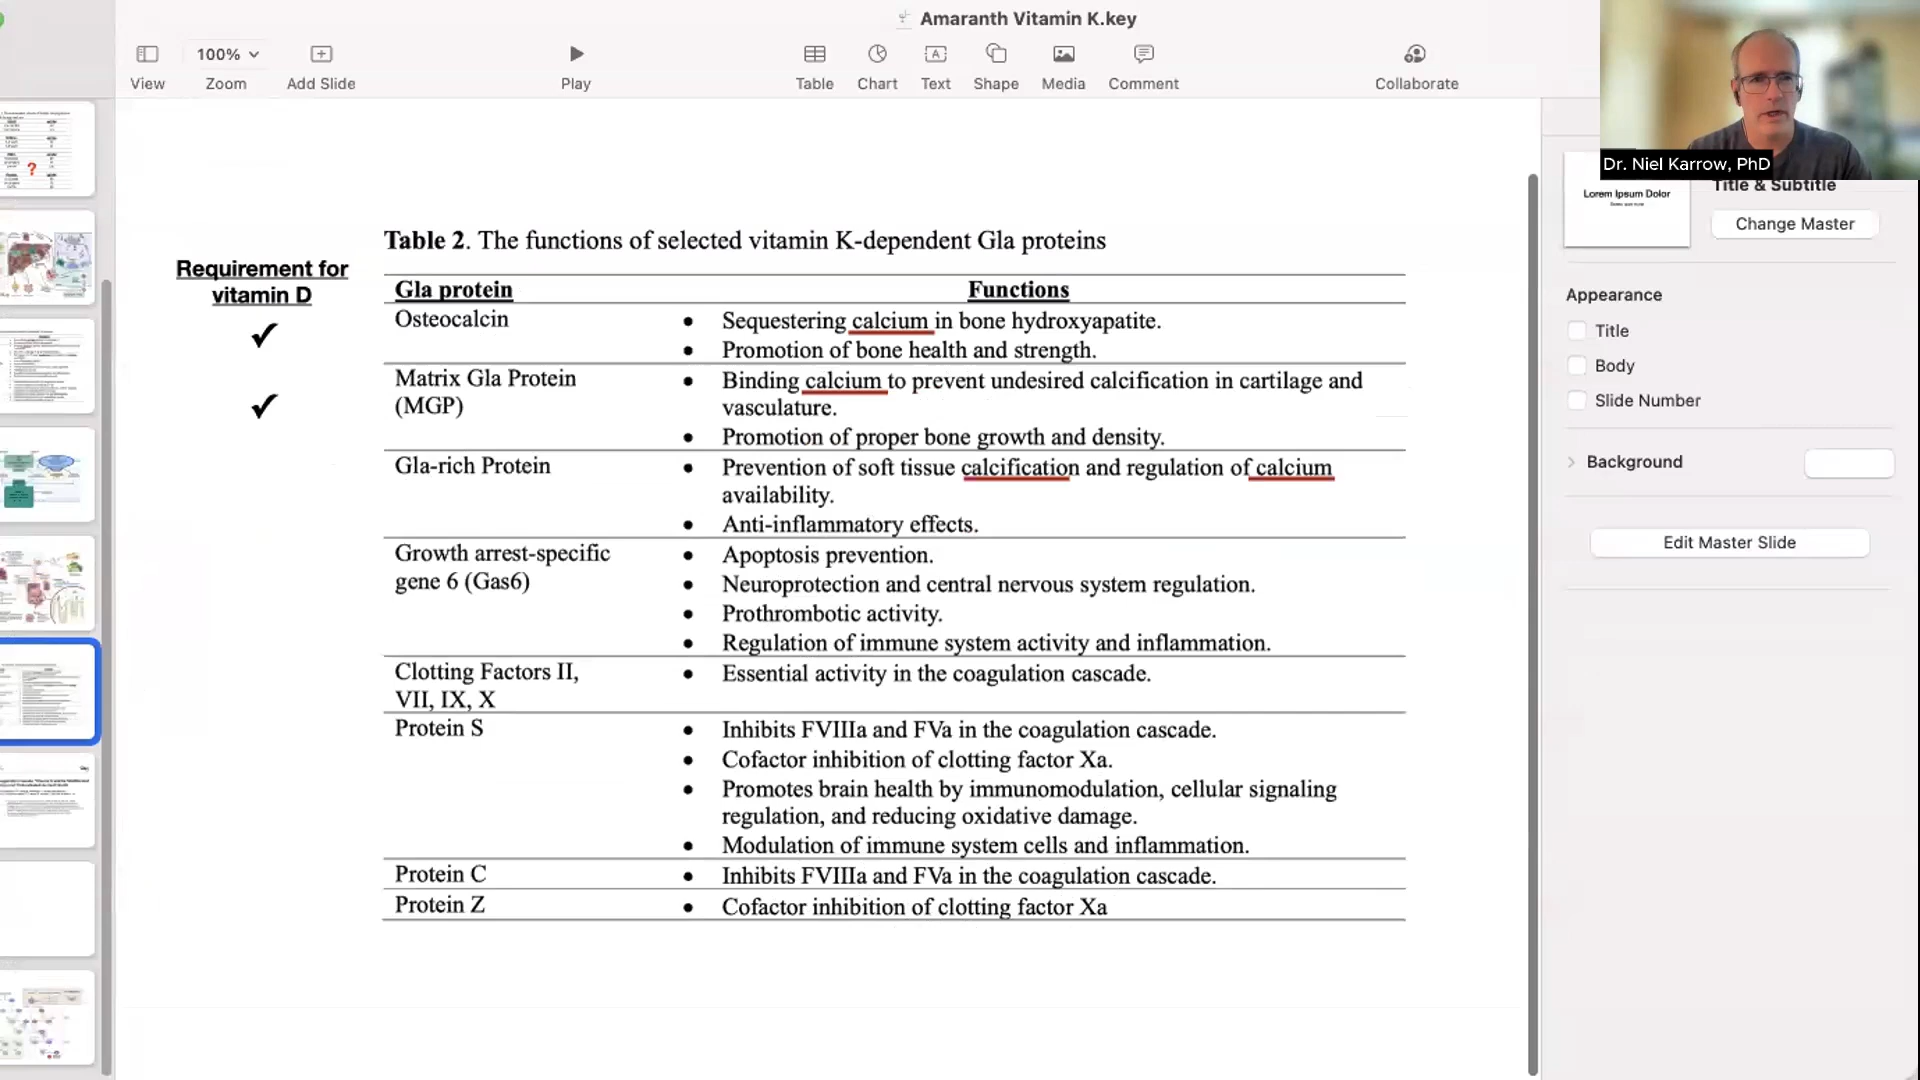 Amaranth Vitamin K.key
100%
View
Zoom
Add Slide
Play
Table
Chart
Text
Shape
Media
Comment
Collaborate
Dr. Niel Karrow, PhD
Table 2. The functions of selected vitamin K-dependent Gla proteins
Requirement for
vitamin D
✓
✓
Gla protein
Functions
Osteocalcin
• Sequestering calcium in bone hydroxyapatite.
• Promotion of bone health and strength.
Matrix Gla Protein
(MGP)
• Binding calcium to prevent undesired calcification in cartilage and
vasculature.
• Promotion of proper bone growth and density.
Gla-rich Protein
• Prevention of soft tissue calcification and regulation of calcium
availability.
• Anti-inflammatory effects.
Growth arrest-specific
gene 6 (Gas6)
• Apoptosis prevention.
• Neuroprotection and central nervous system regulation.
• Prothrombotic activity.
• Regulation of immune system activity and inflammation.
Clotting Factors II,
VII, IX, X
• Essential activity in the coagulation cascade.
Protein S
• Inhibits FVIIIa and FVa in the coagulation cascade.
• Cofactor inhibition of clotting factor Xa.
• Promotes brain health by immunomodulation, cellular signaling
regulation, and reducing oxidative damage.
• Modulation of immune system cells and inflammation.
Protein C
• Inhibits FVIIIa and FVa in the coagulation cascade.
Protein Z
• Cofactor inhibition of clotting factor Xa
Lorem Ipsum Dolor
Title & Subtitle
Change Master
Appearance
Title
Body
Slide Number
Background
Edit Master Slide